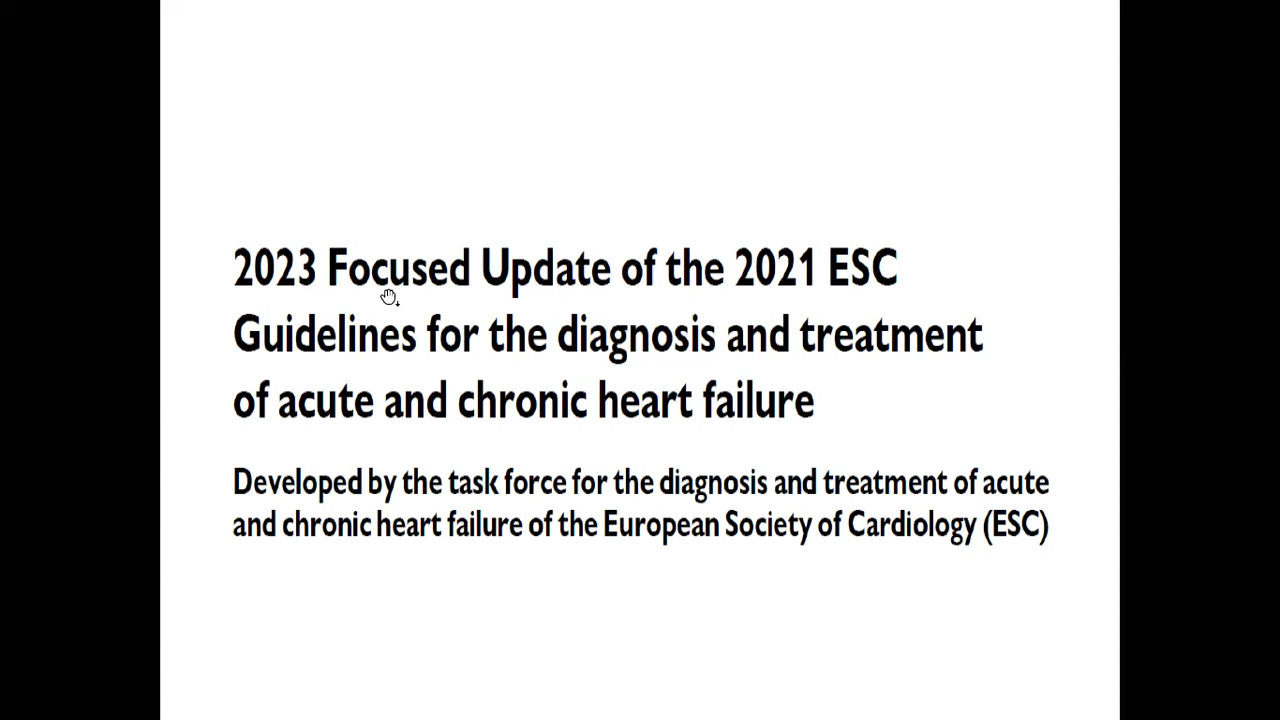 2023 Focused Update of the 2021 ESC
Guidelines for the diagnosis and treatment
of acute and chronic heart failure
Developed by the task force for the diagnosis and treatment of acute
and chronic heart failure of the European Society of Cardiology (ESC)